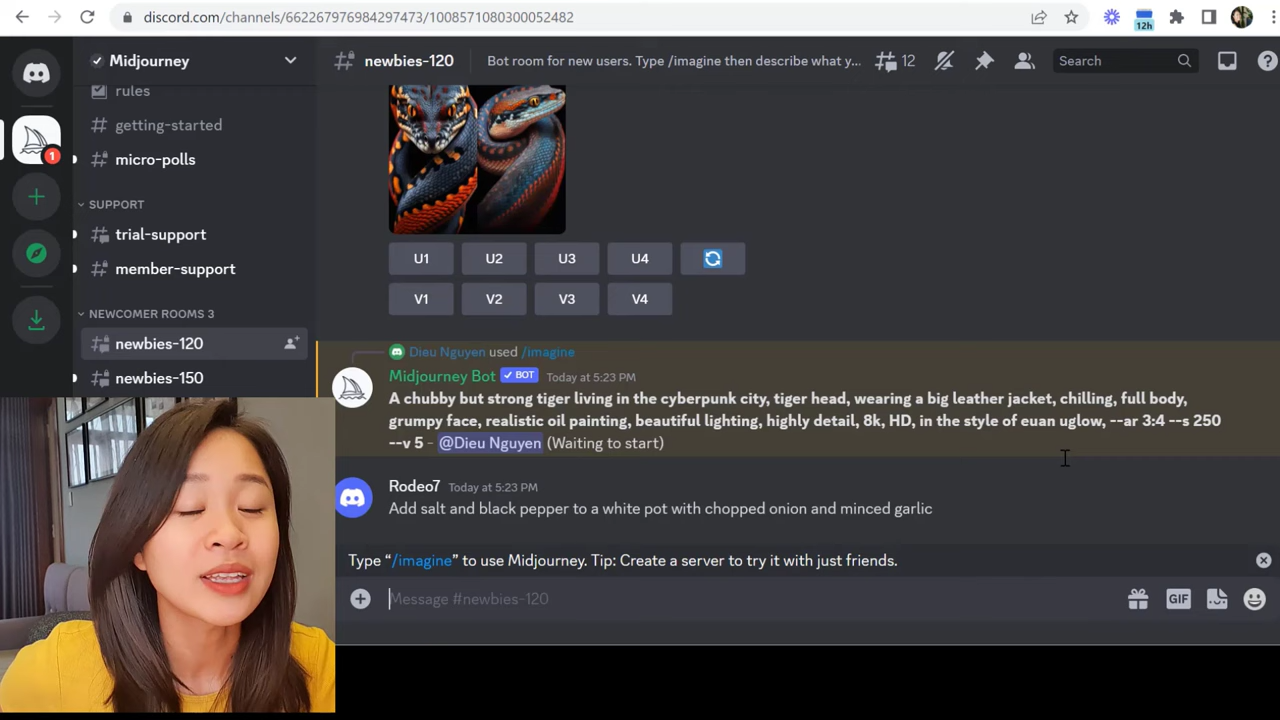 discord.com/channels/662267976984297473/1008571080300052482
12h
Midjourney
newbies-120
Bot room for new users. Type /imagine then describe what y...
12
Search
rules
getting-started
micro-polls
1
SUPPORT
trial-support
member-support
NEWCOMER ROOMS 3
newbies-120
newbies-150
U1 U2 U3 U4
V1 V2 V3 V4
Dieu Nguyen used /imagine
Midjourney Bot BOT Today at 5:23 PM
A chubby but strong tiger living in the cyberpunk city, tiger head, wearing a big leather jacket, chilling, full body,
grumpy face, realistic oil painting, beautiful lighting, highly detail, 8k, HD, in the style of euan uglow, --ar 3:4 --s 250
--v 5 - @Dieu Nguyen (Waiting to start)
Rodeo7 Today at 5:23 PM
Add salt and black pepper to a white pot with chopped onion and minced garlic
Type “/imagine” to use Midjourney. Tip: Create a server to try it with just friends.
Message #newbies-120
GIF